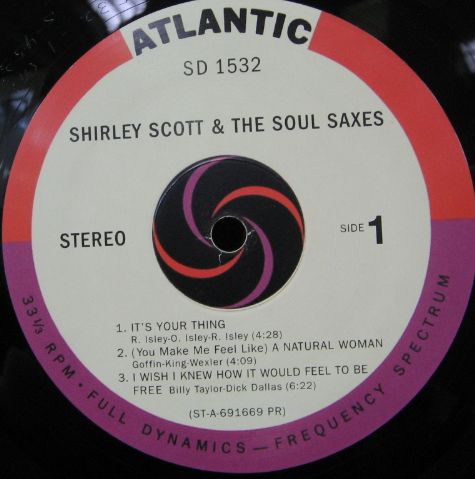 ATLANTIC
SD 1532
SHIRLEY SCOTT & THE SOUL SAXES
STEREO
SIDE 1
1. IT'S YOUR THING
R. Isley-O. Isley-R. Isley (4:28)
2. (You Make Me Feel Like) A NATURAL WOMAN
Goffin-King-Wexler (4:09)
3. I WISH I KNEW HOW IT WOULD FEEL TO BE
FREE Billy Taylor-Dick Dallas (6:22)
(ST-A-691669 PR)
33 1/3 RPM • FULL DYNAMICS — FREQUENCY SPECTRUM